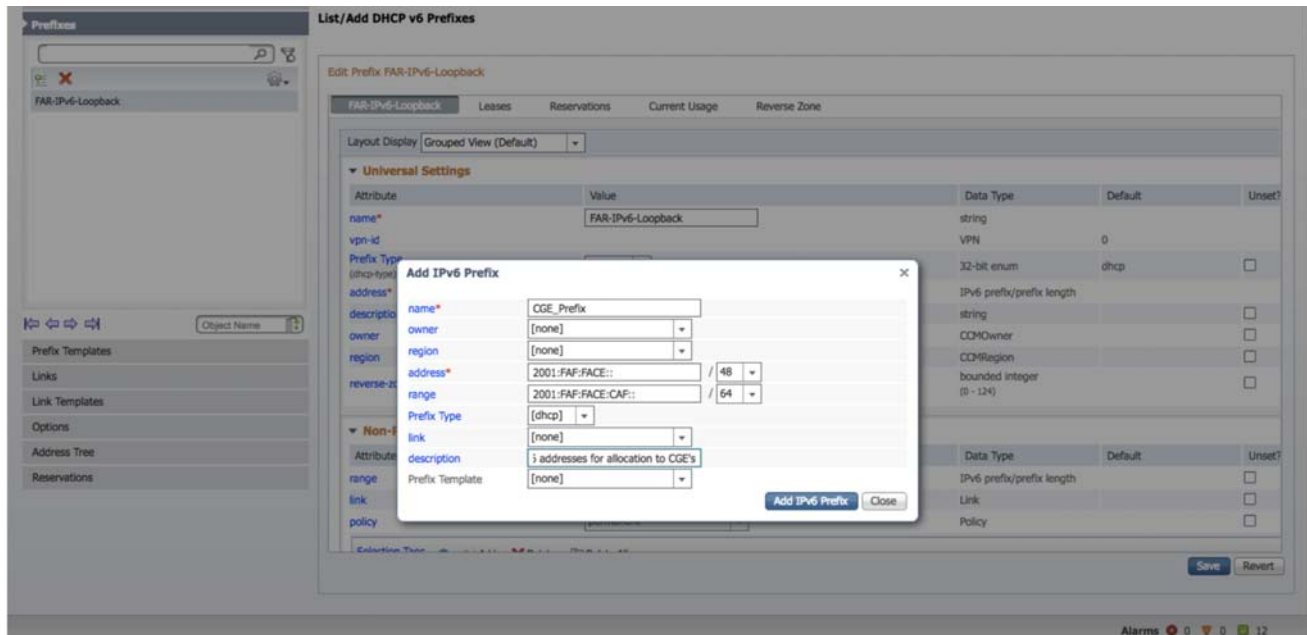 List/Add DHCP v6 Prefixes
Prefixes
FAR-IPv6-Loopback
Object Name
Prefix Templates
Links
Link Templates
Options
Address Tree
Reservations
Edit Prefix FAR-IPv6-Loopback
FAR-IPv6-Loopback Leases Reservations Current Usage Reverse Zone
Layout Display Grouped View (Default)
Universal Settings
Attribute Value Data Type Default Unset?
name* FAR-IPv6-Loopback string
vpn-id VPN 0
Prefix Type 32-bit enum dhcp
(dhcp-type)
address* IPv6 prefix/prefix length
descriptio string
owner CCMOwner
region CCMRegion
bounded integer
(0 - 124)
Attribute Data Type Default Unset?
range IPv6 prefix/prefix length
link Link
policy Policy
Add IPv6 Prefix
name* CGE_Prefix
owner [none]
region [none]
address* 2001:FAF:FACE:: / 48
range 2001:FAF:FACE:CAF:: / 64
Prefix Type [dhcp]
link [none]
description addresses for allocation to CGE's
Prefix Template [none]
Add IPv6 Prefix Close
Save Revert
Alarms 0 0 12